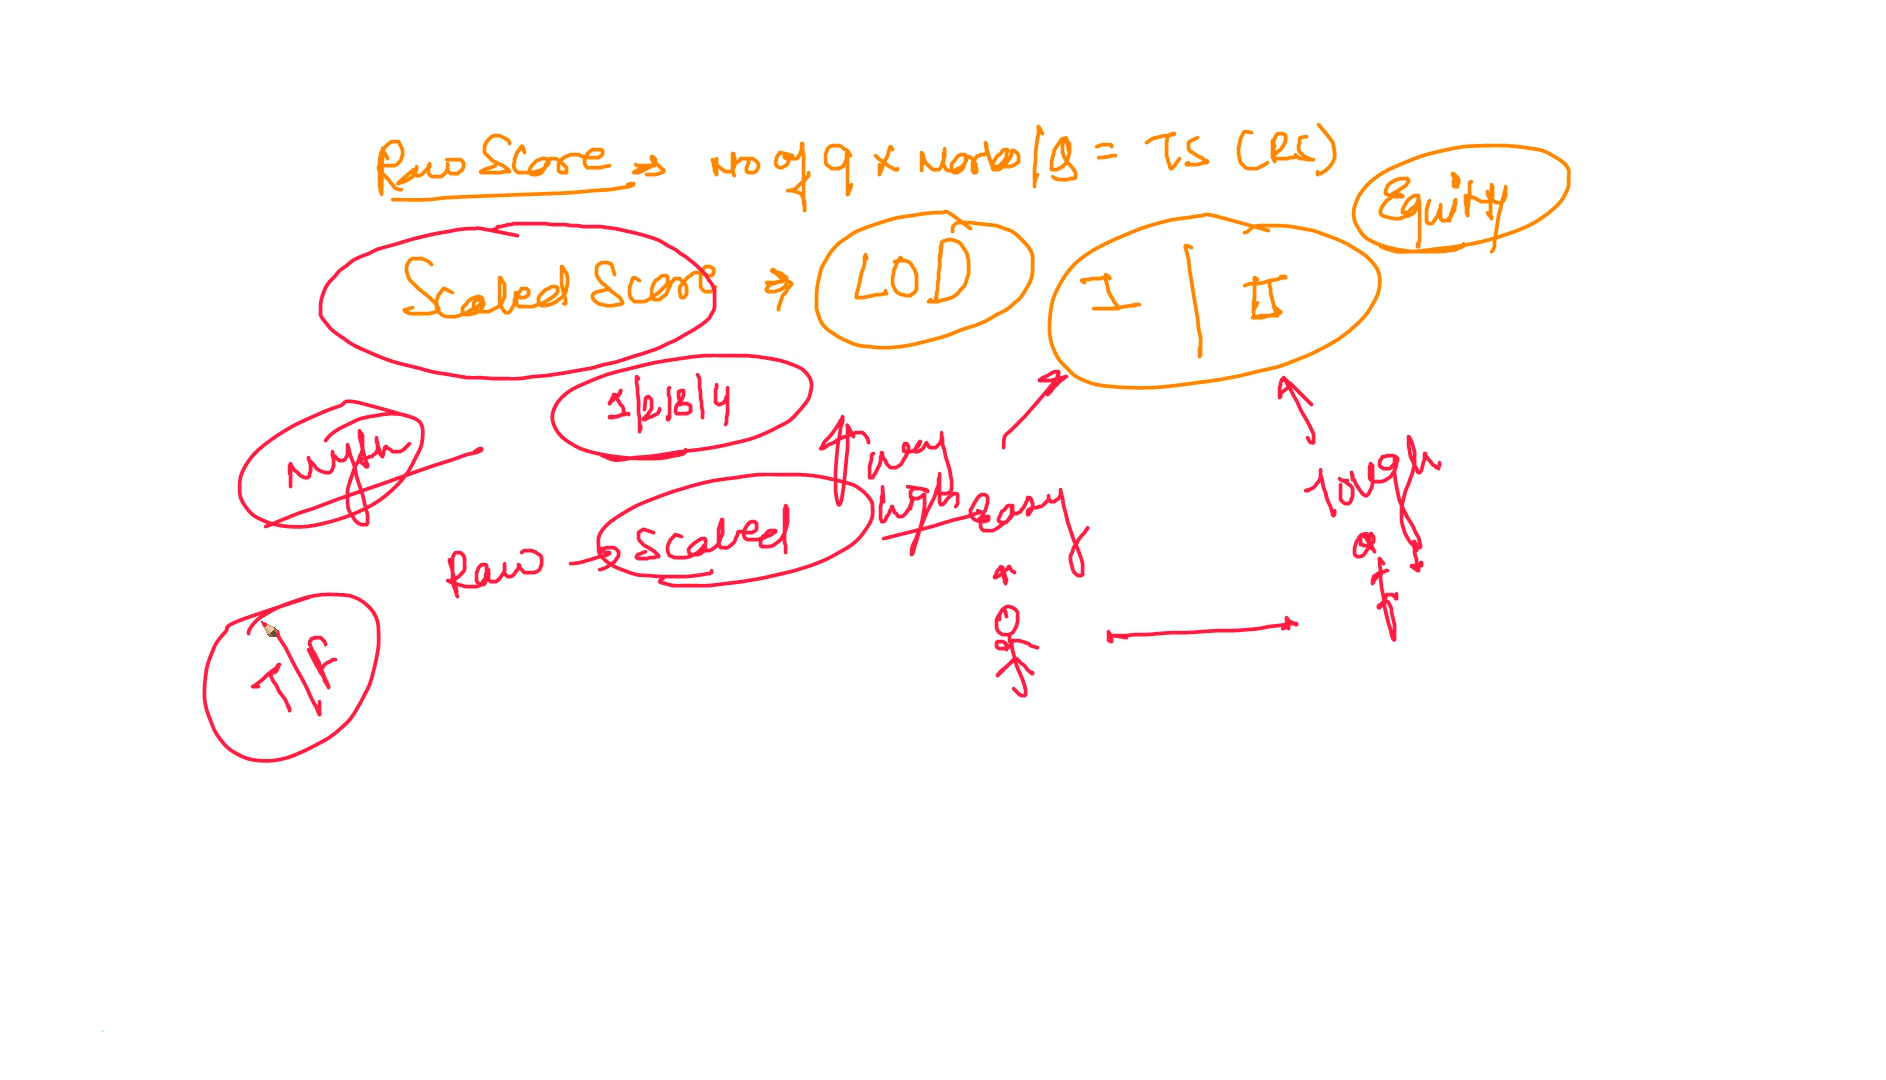 Raw Score → No of Q x Marks/Q = TS (RS)
Equity
Scaled Score → LOD I | II
1/2/3/4
Myth
very
high
easy
Tough
Raw → Scaled
T/F